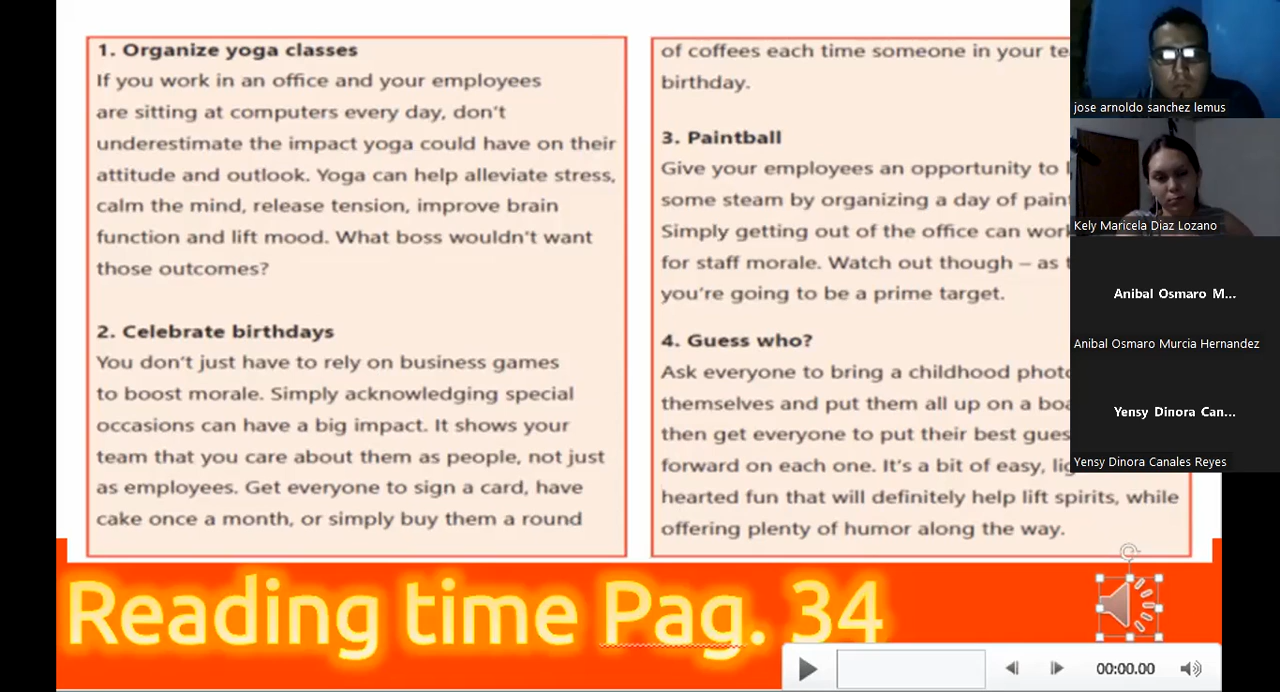 1. Organize yoga classes
If you work in an office and your employees
are sitting at computers every day, don't
underestimate the impact yoga could have on their
attitude and outlook. Yoga can help alleviate stress,
calm the mind, release tension, improve brain
function and lift mood. What boss wouldn't want
those outcomes?
2. Celebrate birthdays
You don't just have to rely on business games
to boost morale. Simply acknowledging special
occasions can have a big impact. It shows your
team that you care about them as people, not just
as employees. Get everyone to sign a card, have
cake once a month, or simply buy them a round
of coffees each time someone in your
birthday.
3. Paintball
Give your employees an opportunity to
some steam by organizing a day of
Simply getting out of the office can
for staff morale. Watch out though – as
you're going to be a prime target.
4. Guess who?
Ask everyone to bring a childhood
themselves and put them all up on a
then get everyone to put their best
forward on each one. It's a bit of easy,
hearted fun that will definitely help lift spirits, while
offering plenty of humor along the way.
Reading time Pag. 34
00:00.00
jose arnoldo sanchez lemus
Kely Maricela Diaz Lozano
Anibal Osmaro M...
Anibal Osmaro Murcia Hernandez
Yensy Dinora Can...
Yensy Dinora Canales Reyes